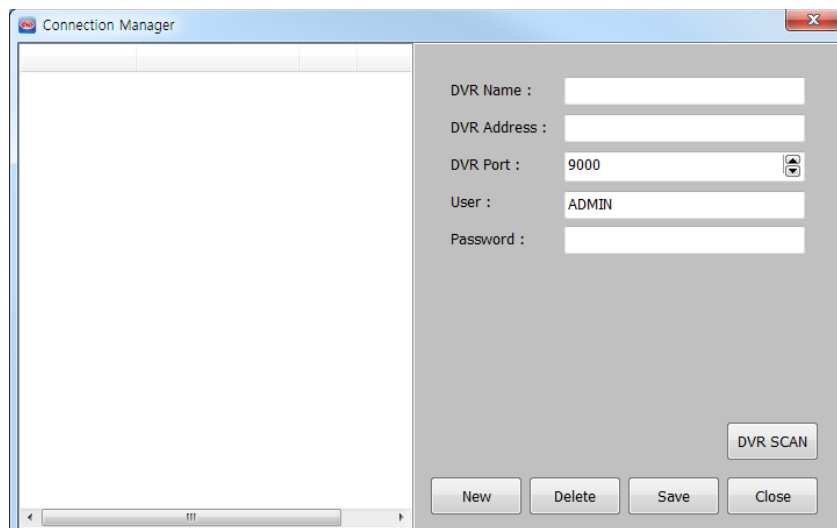 Connection Manager
DVR Name :
DVR Address :
DVR Port :
9000
User :
ADMIN
Password :
DVR SCAN
New
Delete
Save
Close